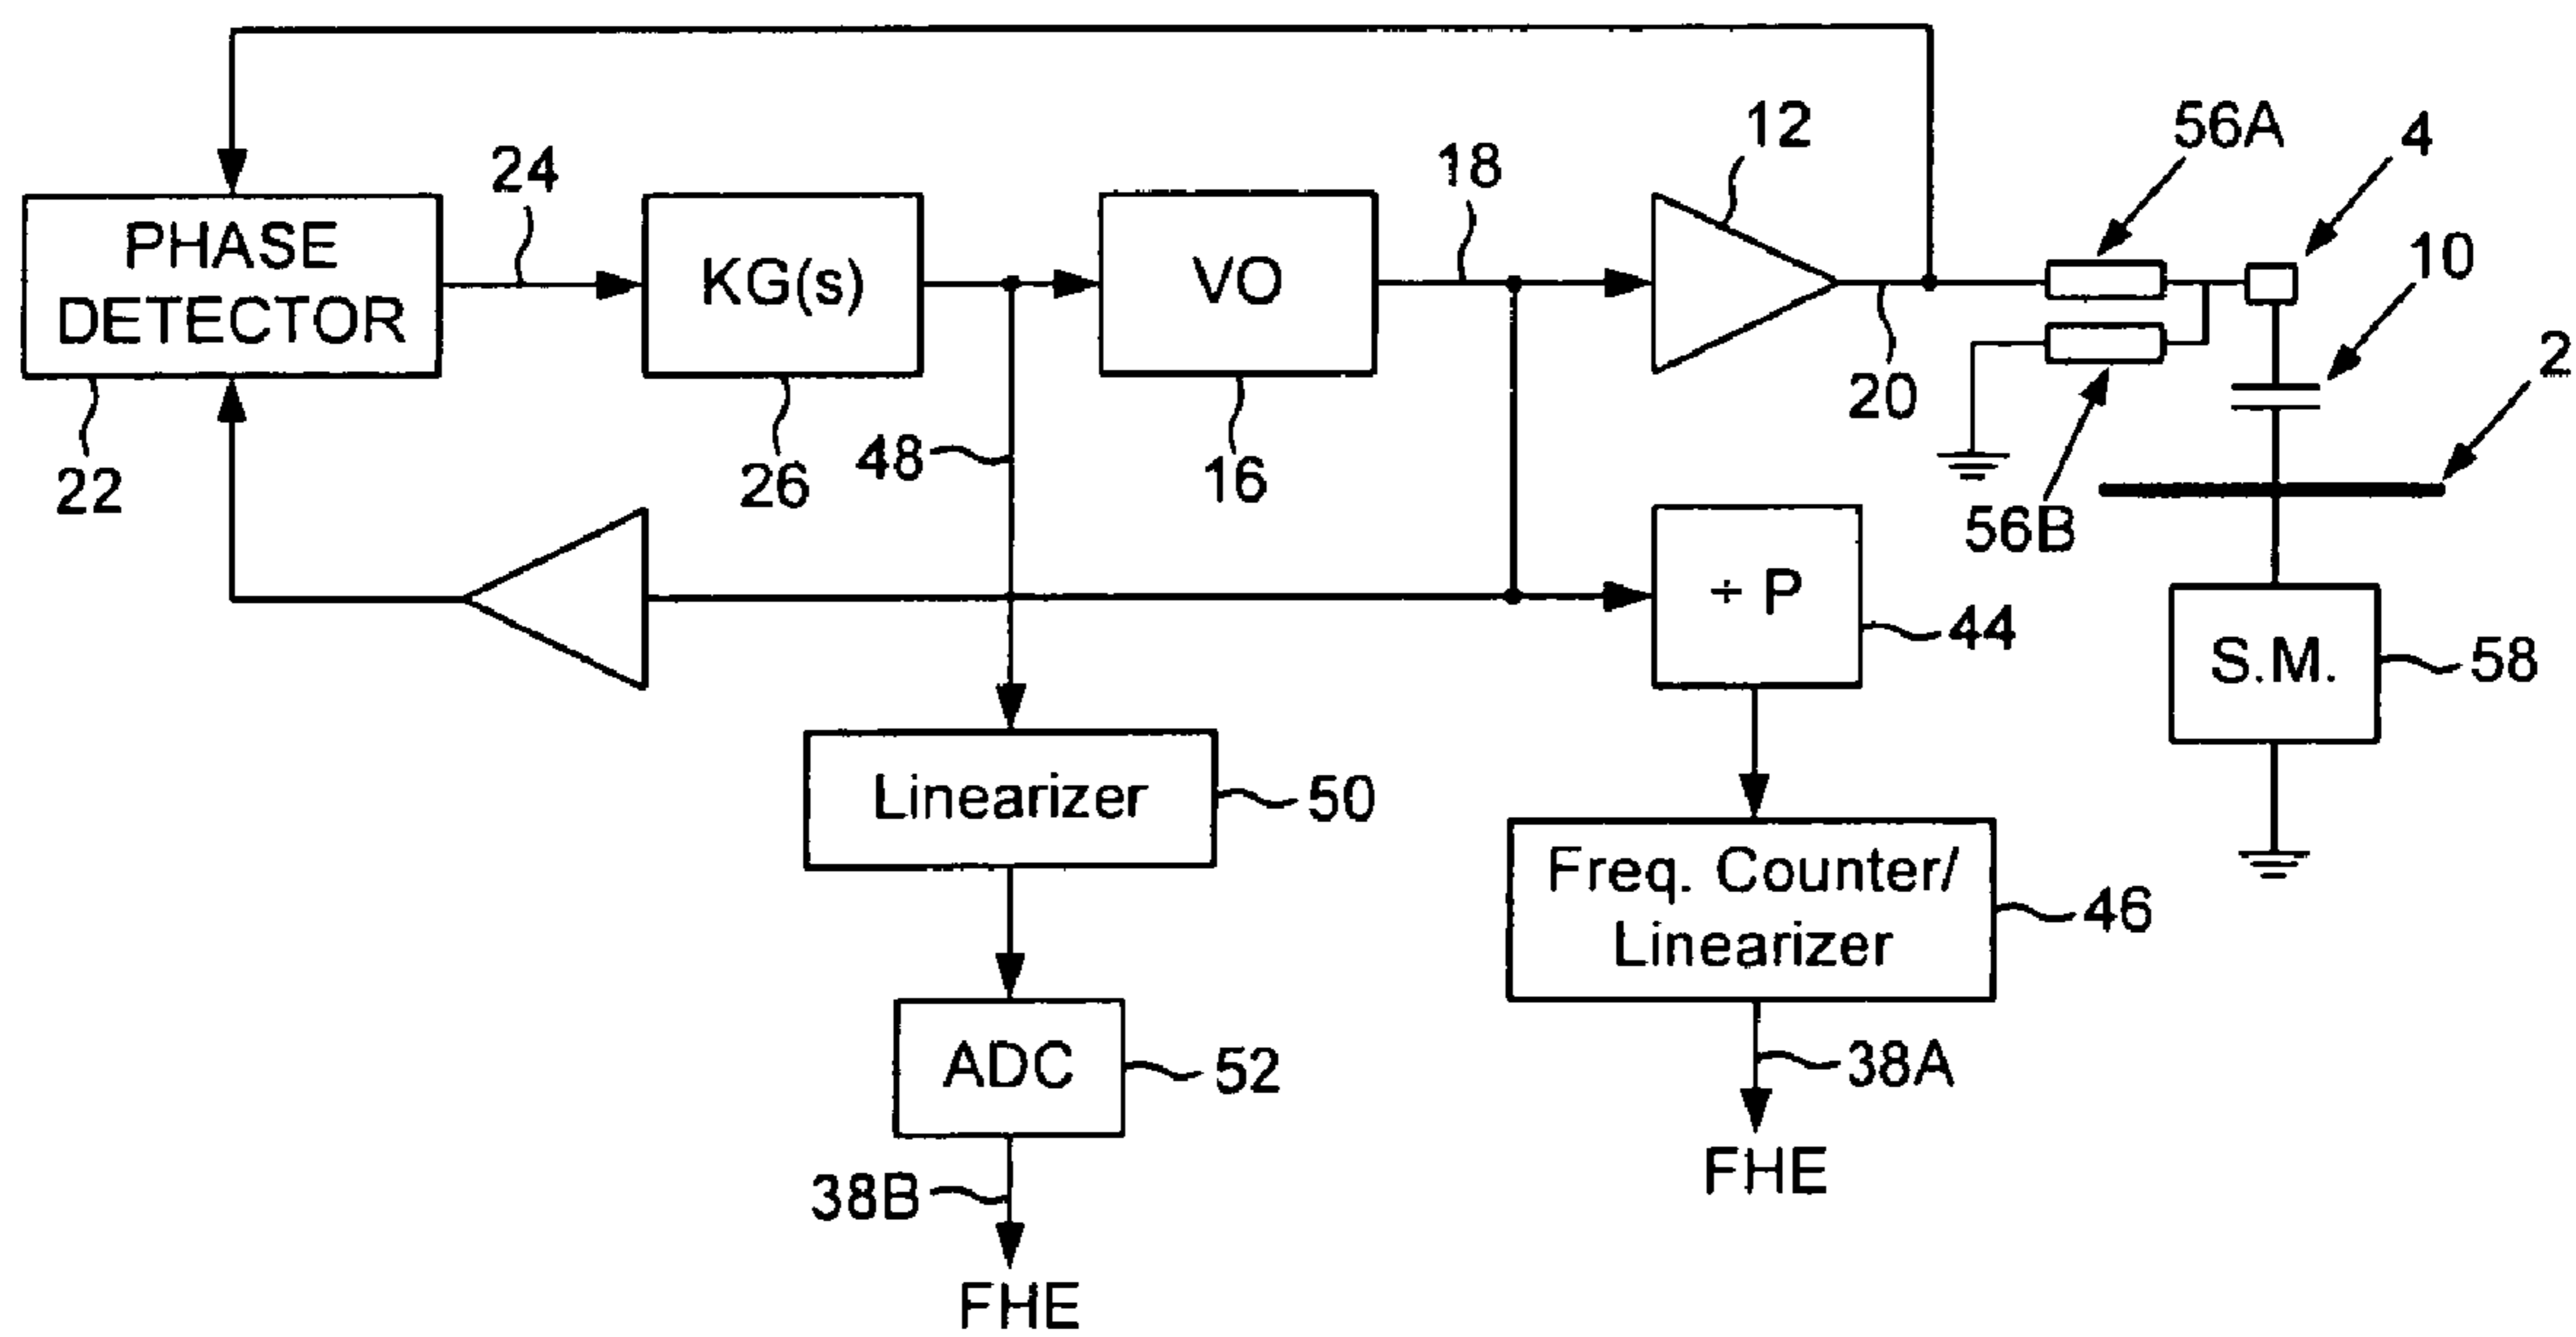 56A
12
4
18
24
10
PHASE
DETECTOR
KG(s)
VO
2
20
48
22
26
16
56B
÷ P
44
S.M.
58
Linearizer
50
Freq. Counter/
Linearizer
46
ADC
52
38A
FHE
38B
FHE